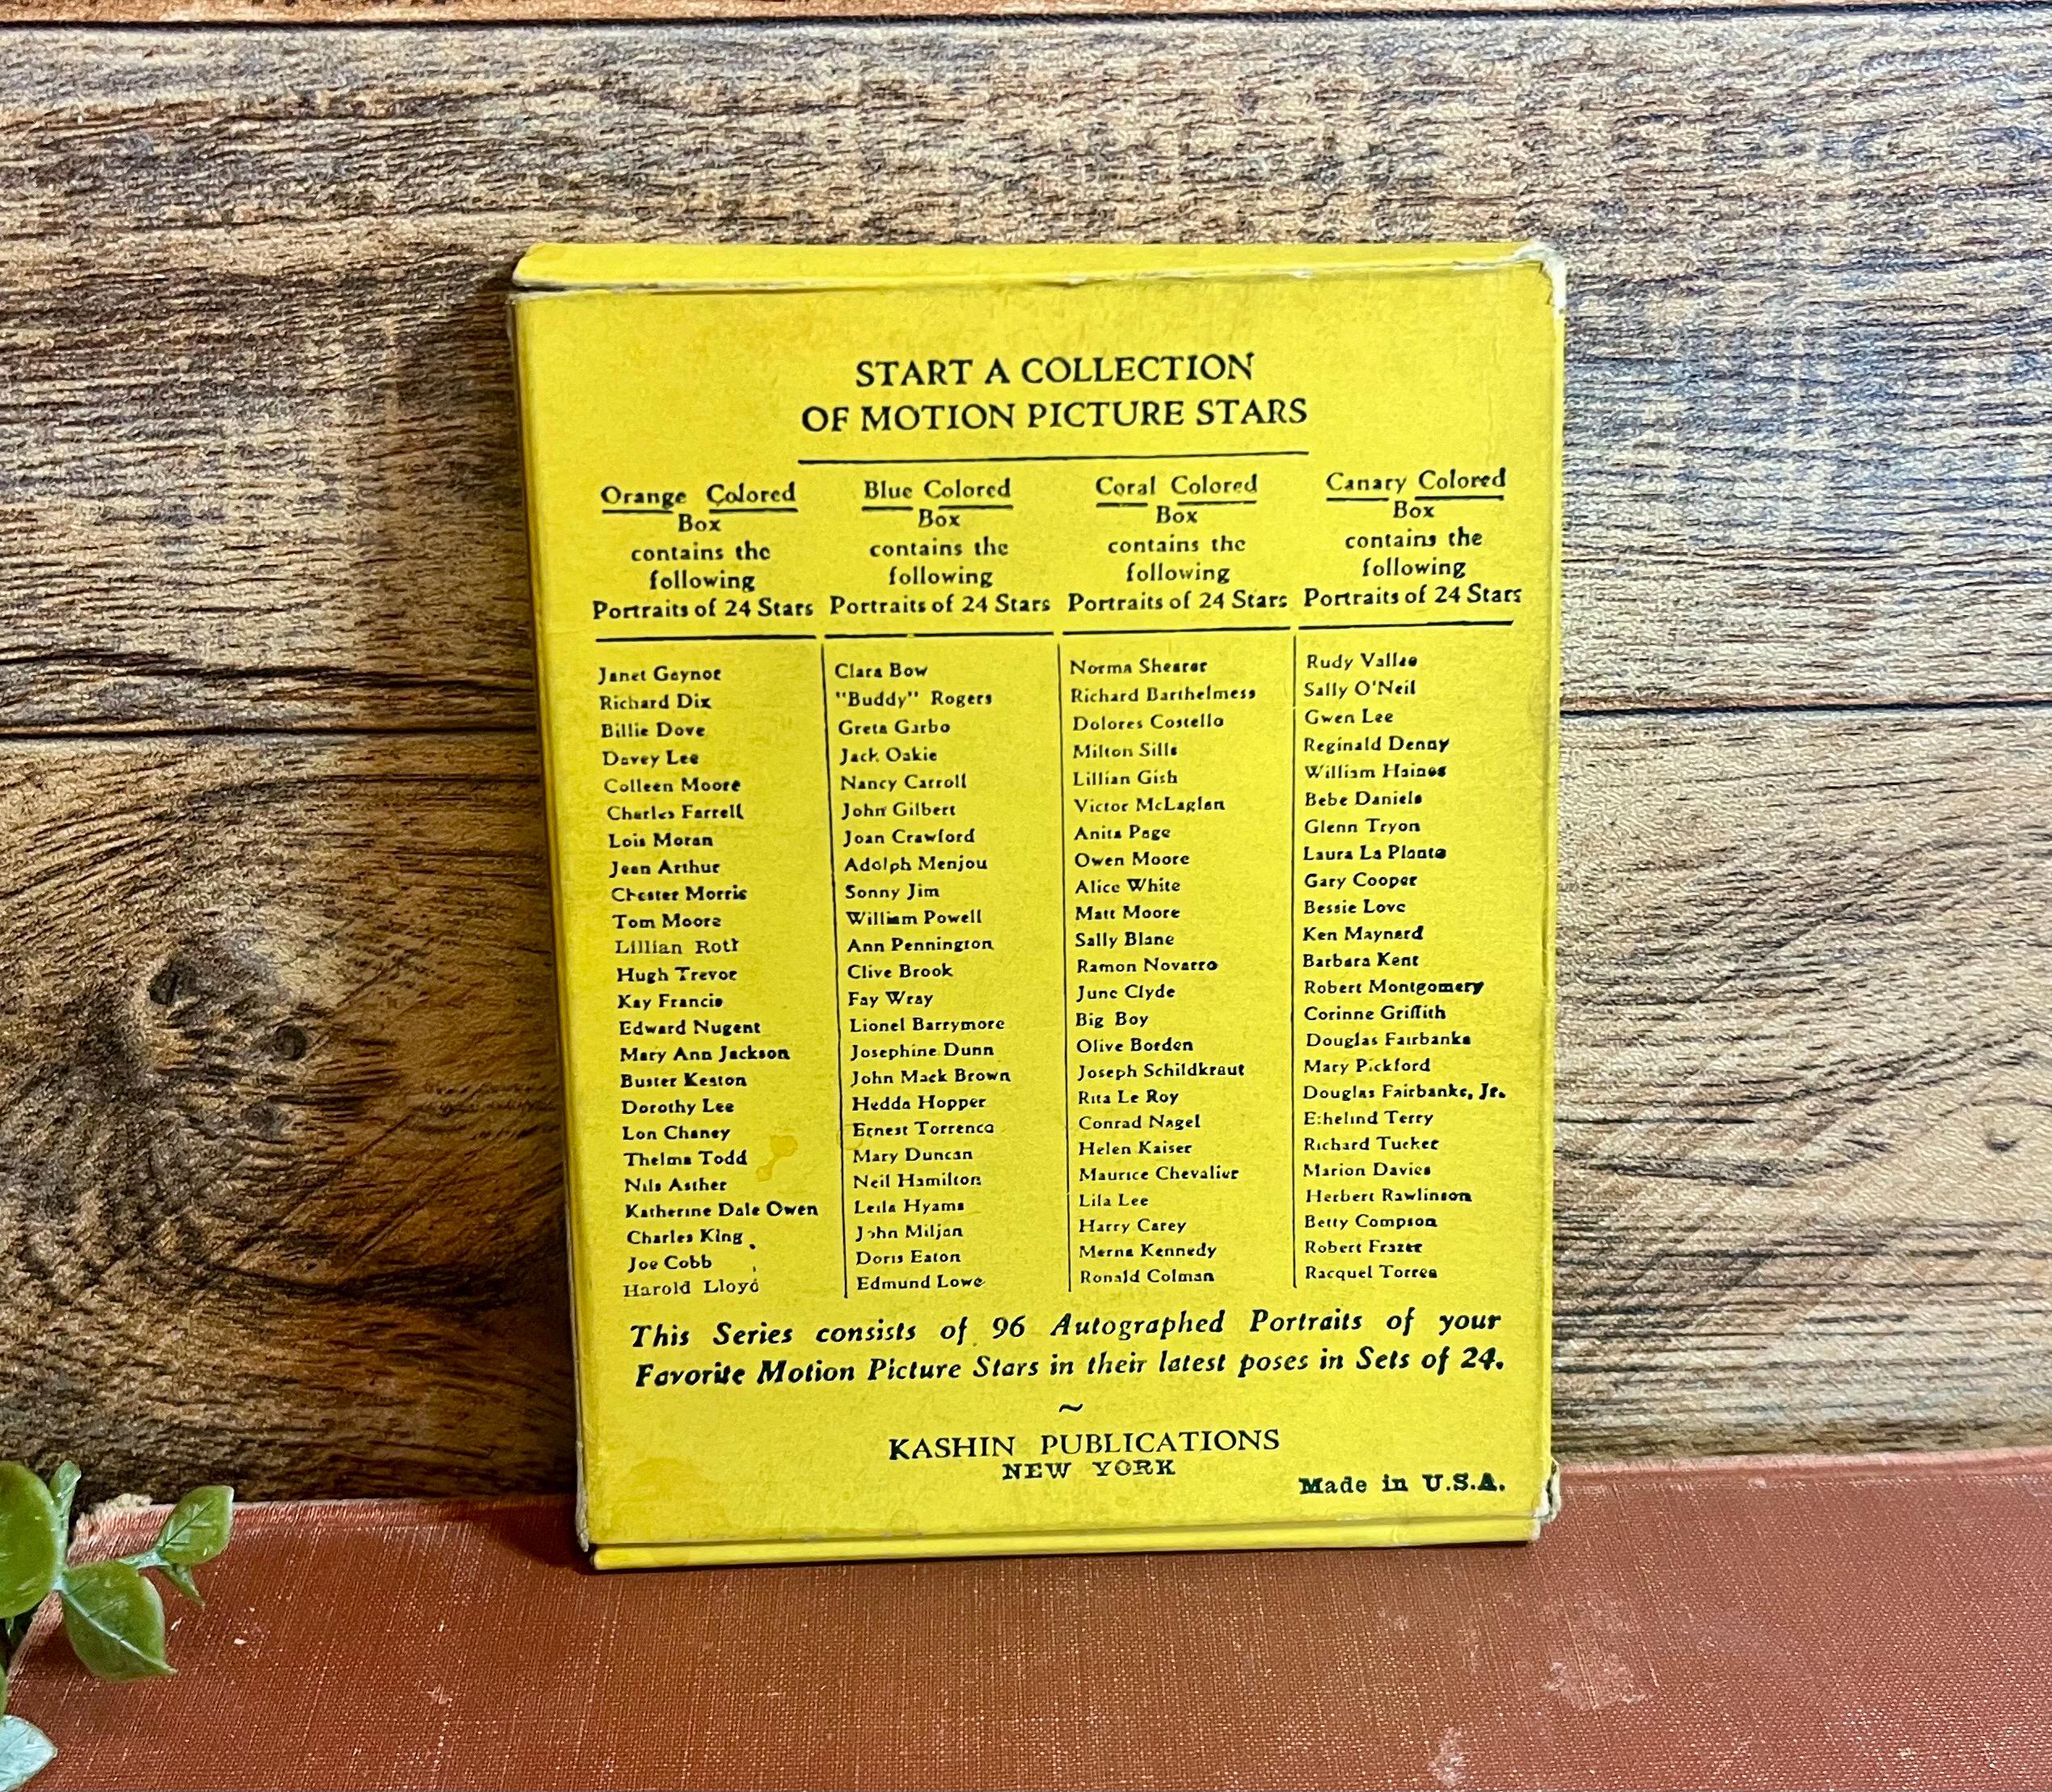 START A COLLECTION
OF MOTION PICTURE STARS
Orange Colored
Box
contains the
following
Portraits of 24 Stars
Janet Gaynor
Richard Dix
Billie Dove
Davey Lee
Colleen Moore
Charles Farrell
Lois Moran
Jean Arthur
Chester Morris
Tom Moore
Lillian Roth
Hugh Trevor
Kay Francis
Edward Nugent
Mary Ann Jackson
Buster Keaton
Dorothy Lee
Lon Chaney
Thelma Todd
Nils Asther
Katherine Dale Owen
Charles King
Joe Cobb
Harold Lloyd
Blue Colored
Box
contains the
following
Portraits of 24 Stars
Clara Bow
"Buddy" Rogers
Greta Garbo
Jack Oakie
Nancy Carroll
John Gilbert
Joan Crawford
Adolph Menjou
Sonny Jim
William Powell
Ann Pennington
Clive Brook
Fay Wray
Lionel Barrymore
Josephine Dunn
John Mack Brown
Hedda Hopper
Ernest Torrence
Mary Duncan
Neil Hamilton
Leila Hyams
John Miljan
Doris Eaton
Edmund Lowe
Coral Colored
Box
contains the
following
Portraits of 24 Stars
Norma Shearer
Richard Barthelmess
Dolores Costello
Milton Sills
Lillian Gish
Victor McLaglen
Anita Page
Owen Moore
Alice White
Matt Moore
Sally Blane
Ramon Novarro
June Clyde
Big Boy
Olive Borden
Joseph Schildkraut
Rita Le Roy
Conrad Nagel
Helen Kaiser
Maurice Chevalier
Lila Lee
Harry Carey
Merna Kennedy
Ronald Colman
Canary Colored
Box
contains the
following
Portraits of 24 Stars
Rudy Vallee
Sally O'Neil
Gwen Lee
Reginald Denny
William Haines
Bebe Daniels
Glenn Tryon
Laura La Plante
Gary Cooper
Bessie Love
Ken Maynard
Barbara Kent
Robert Montgomery
Corinne Griffith
Douglas Fairbanks
Mary Pickford
Douglas Fairbanks, Jr.
Ethelind Terry
Richard Tucker
Marion Davies
Herbert Rawlinson
Betty Compson
Robert Frazer
Racquel Torres
This Series consists of 96 Autographed Portraits of your
Favorite Motion Picture Stars in their latest poses in Sets of 24.
~
KASHIN PUBLICATIONS
NEW YORK
Made in U.S.A.